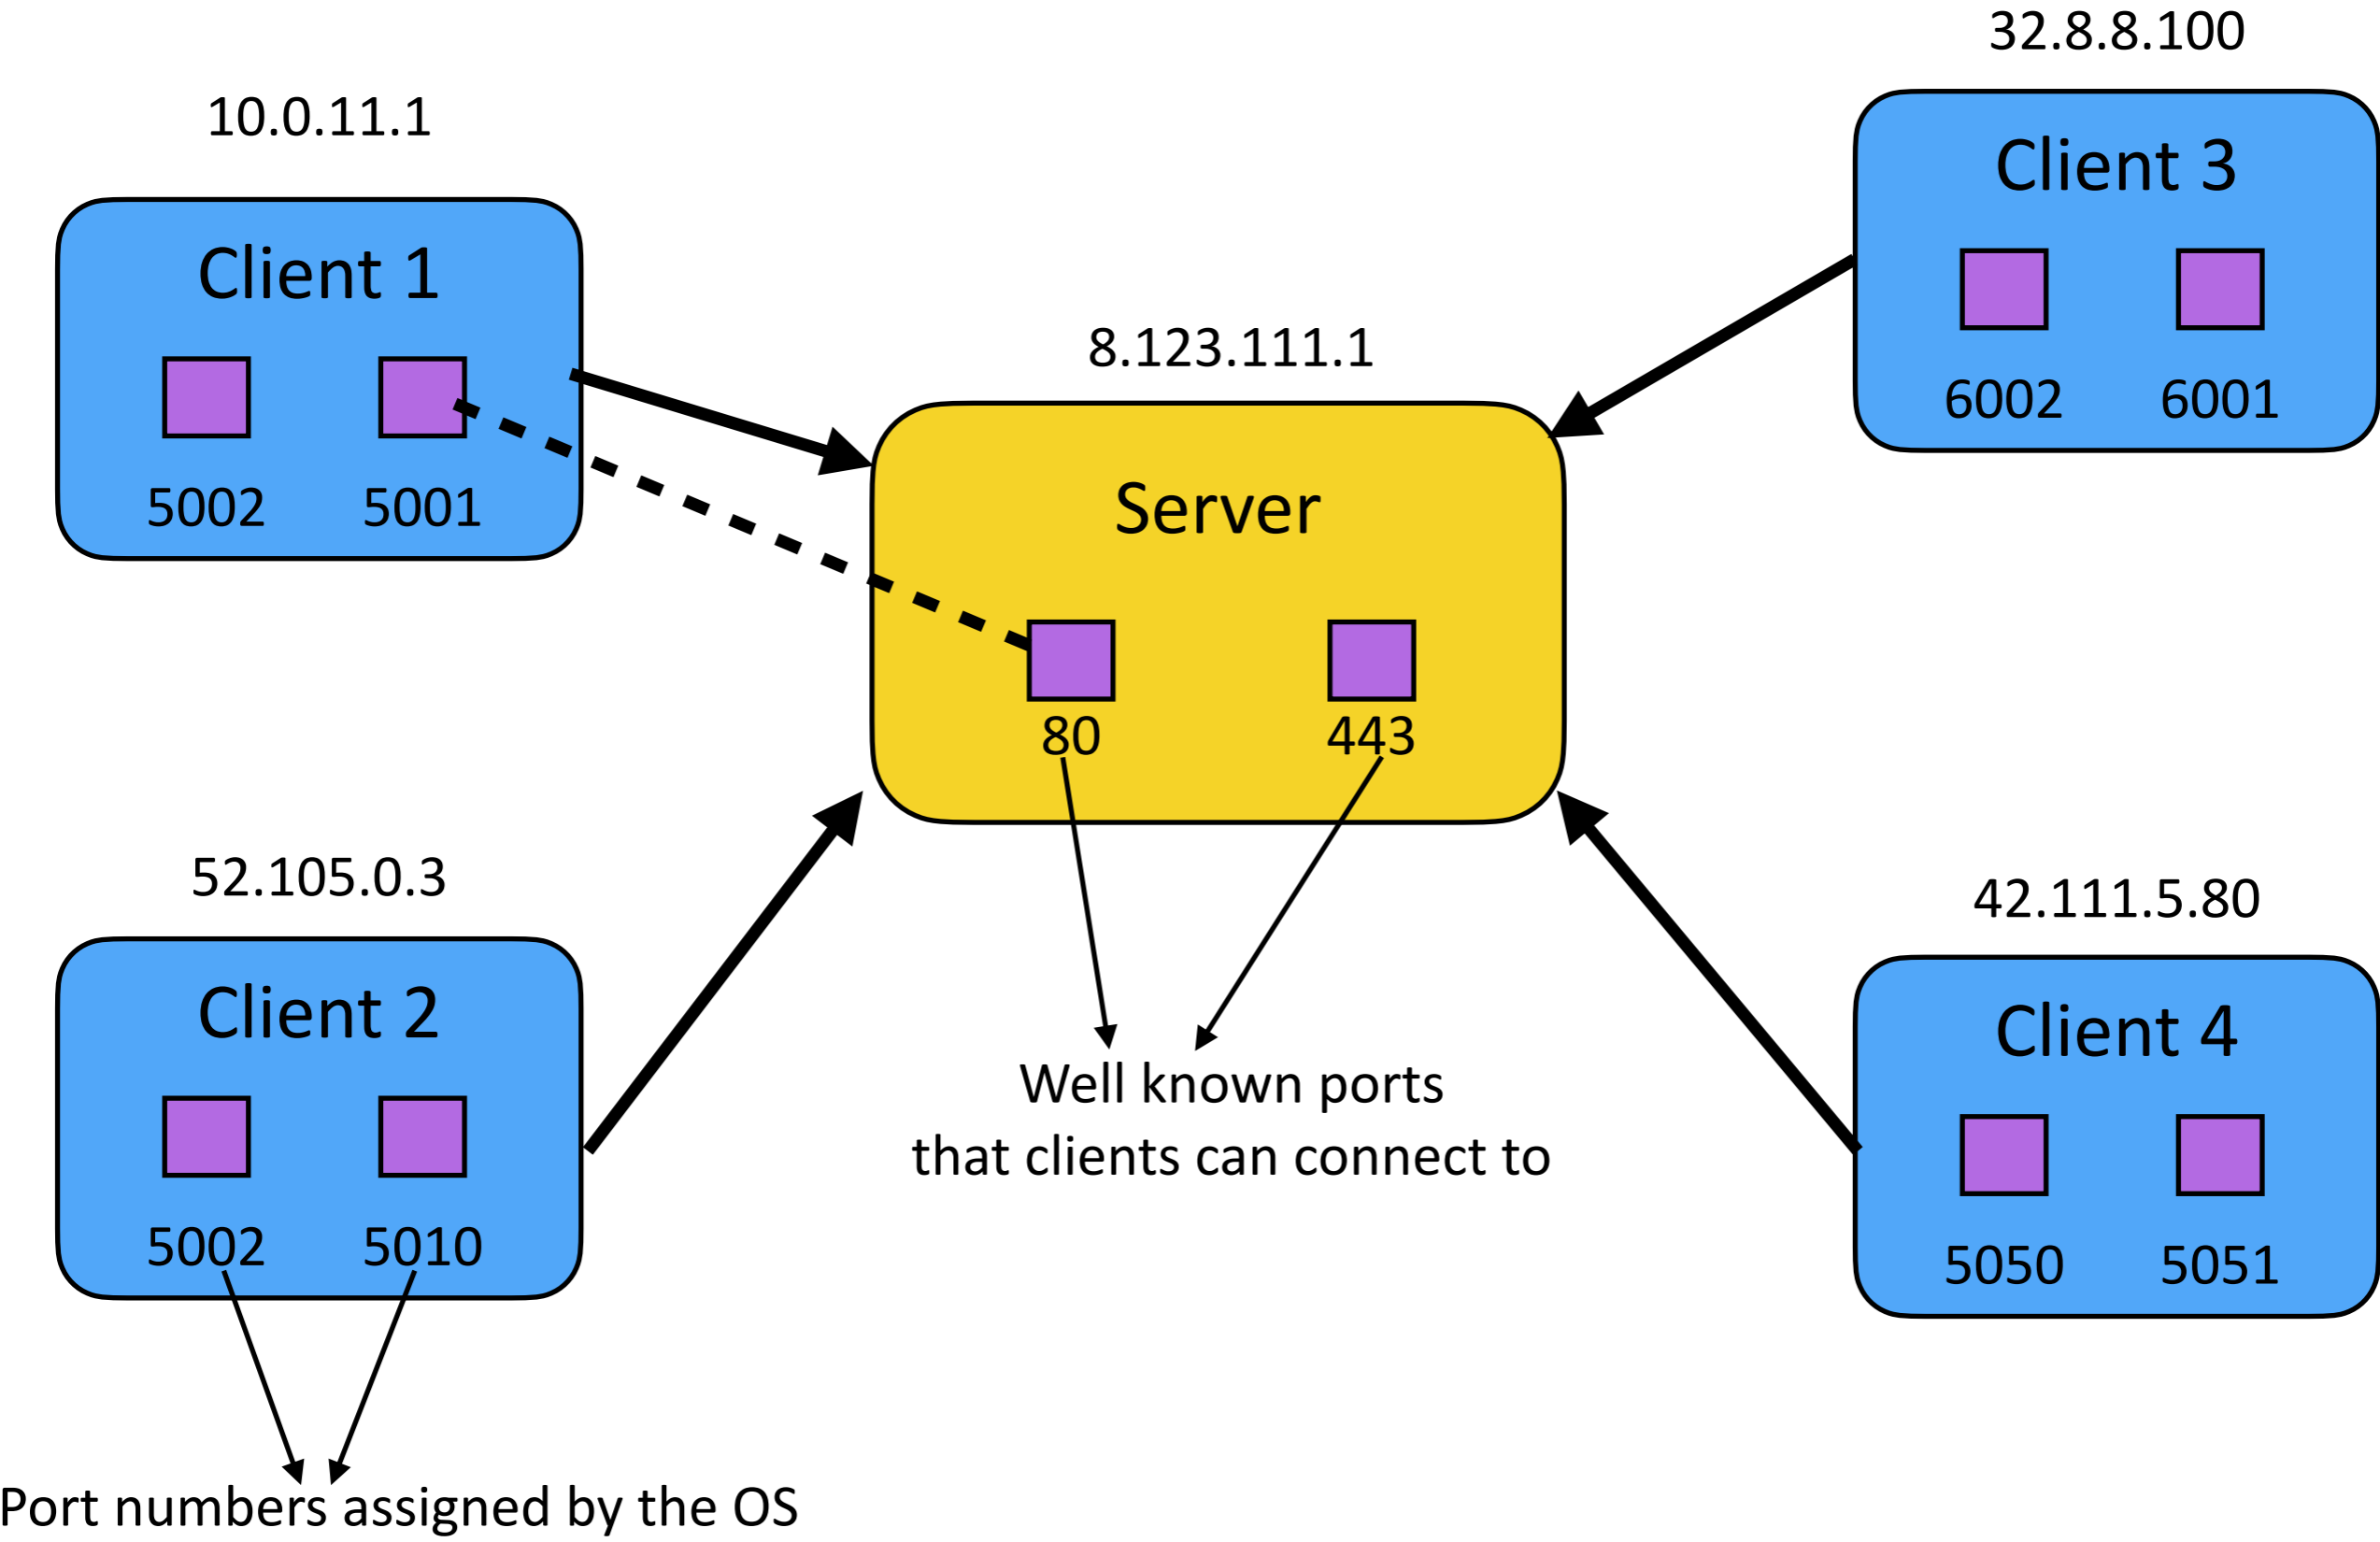 32.8.8.100
10.0.11.1
Client 3
Client 1
8.123.111.1
6002 6001
5002 5001
Server
80 443
52.105.0.3
42.111.5.80
Client 2
Client 4
Well known ports
that clients can connect to
5002 5010
5050 5051
Port numbers assigned by the OS